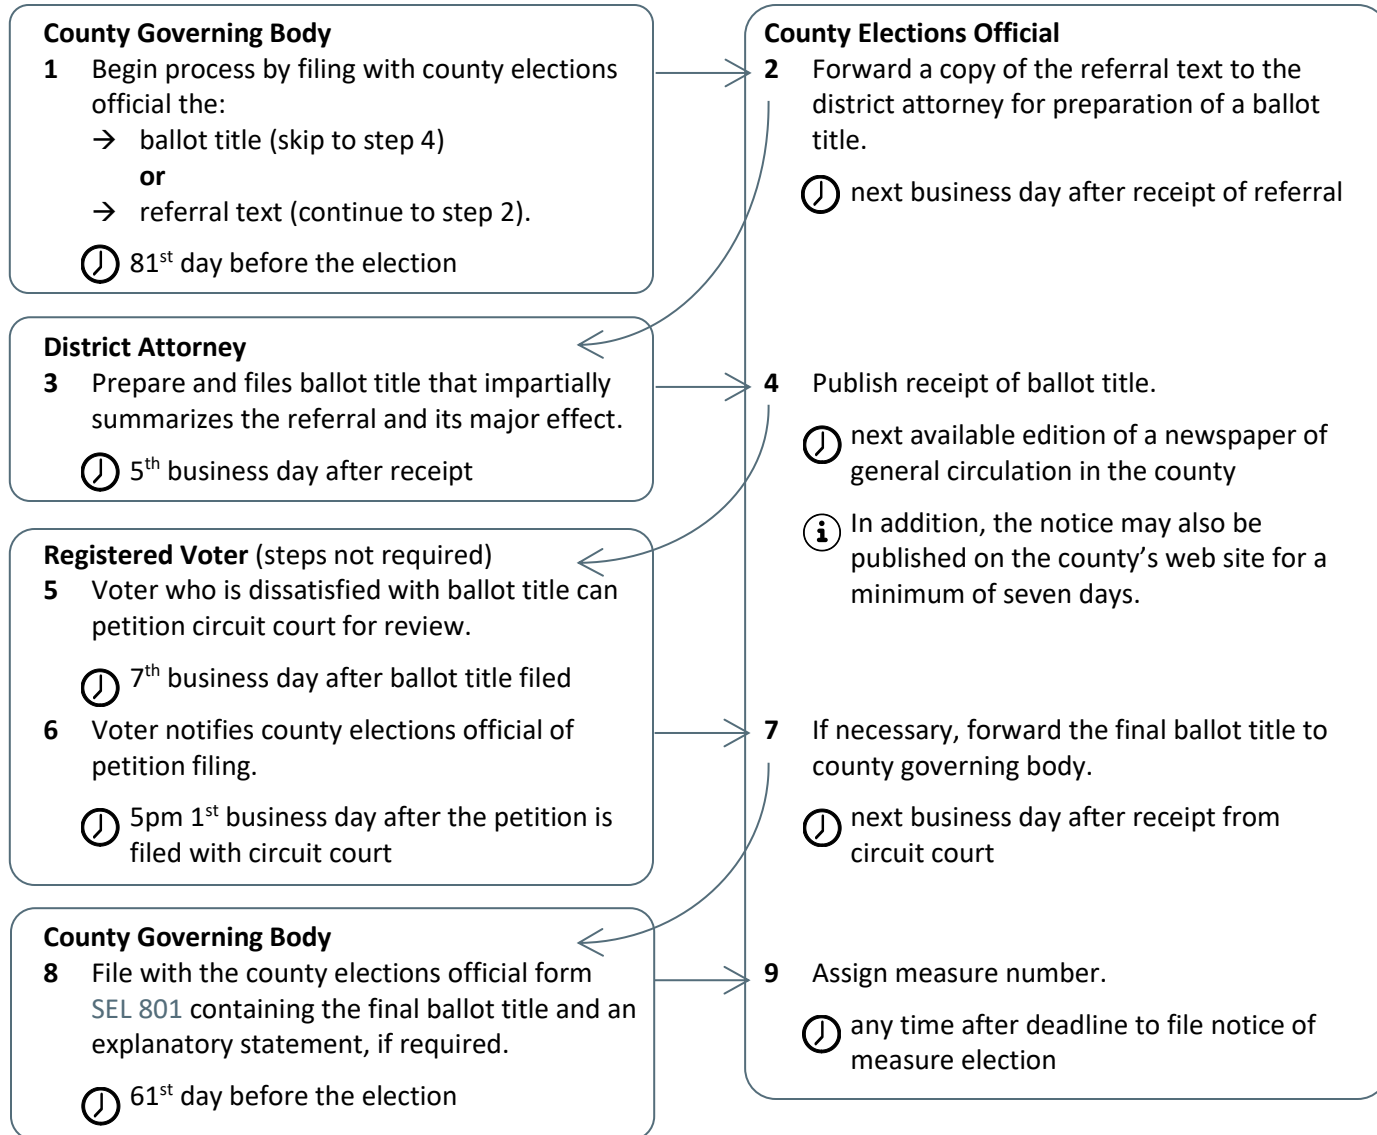 County Governing Body
1 Begin process by filing with county elections
official the:
→ ballot title (skip to step 4)
or
→ referral text (continue to step 2).
81st day before the election
County Elections Official
2 Forward a copy of the referral text to the
district attorney for preparation of a ballot
title.
next business day after receipt of referral
District Attorney
3 Prepare and files ballot title that impartially
summarizes the referral and its major effect.
5th business day after receipt
4 Publish receipt of ballot title.
next available edition of a newspaper of
general circulation in the county
In addition, the notice may also be
published on the county’s web site for a
minimum of seven days.
Registered Voter (steps not required)
5 Voter who is dissatisfied with ballot title can
petition circuit court for review.
7th business day after ballot title filed
6 Voter notifies county elections official of
petition filing.
5pm 1st business day after the petition is
filed with circuit court
7 If necessary, forward the final ballot title to
county governing body.
next business day after receipt from
circuit court
County Governing Body
8 File with the county elections official form
SEL 801 containing the final ballot title and an
explanatory statement, if required.
61st day before the election
9 Assign measure number.
any time after deadline to file notice of
measure election